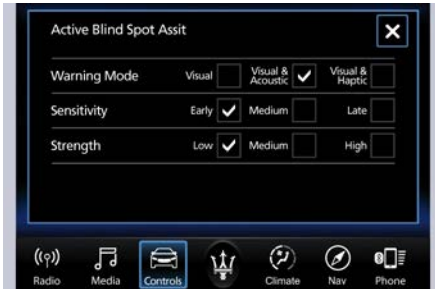 Active Blind Spot Assit
Warning Mode Visual Visual & Acoustic Visual & Haptic
Sensitivity Early Medium Late
Strength Low Medium High
Radio Media Controls Climate Nav Phone